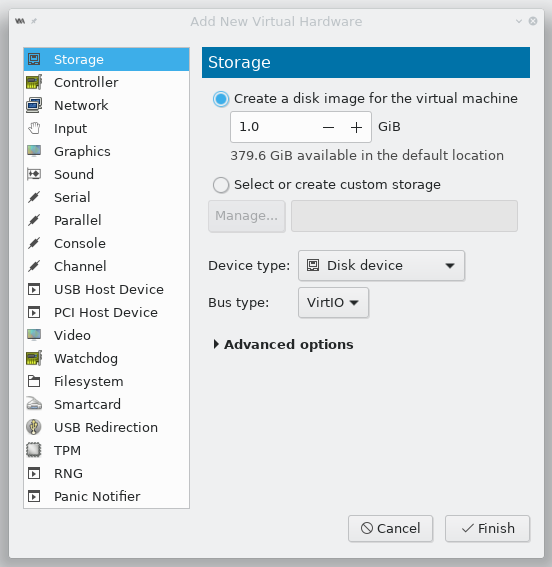 Add New Virtual Hardware
Storage
Controller
Network
Input
Graphics
Sound
Serial
Parallel
Console
Channel
USB Host Device
PCI Host Device
Video
Watchdog
Filesystem
Smartcard
USB Redirection
TPM
RNG
Panic Notifier
Storage
Create a disk image for the virtual machine
1.0 GiB
379.6 GiB available in the default location
Select or create custom storage
Manage...
Device type: Disk device
Bus type: VirtIO
Advanced options
Cancel Finish